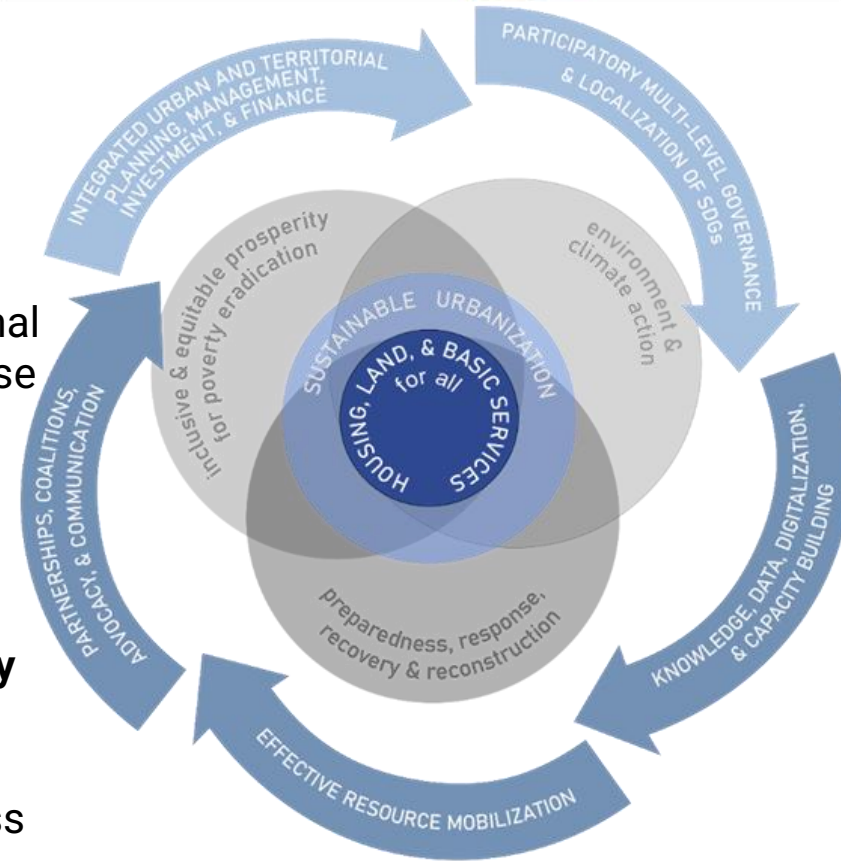 INTEGRATED URBAN AND TERRITORIAL
PLANNING, MANAGEMENT,
INVESTMENT, & FINANCE
PARTICIPATORY MULTI-LEVEL GOVERNANCE
& LOCALIZATION OF SDGs
KNOWLEDGE, DATA, DIGITALIZATION,
& CAPACITY BUILDING
EFFECTIVE RESOURCE MOBILIZATION
PARTNERSHIPS, COALITIONS,
ADVOCACY, & COMMUNICATION
inclusive & equitable prosperity
for poverty eradication
environment &
climate action
preparedness, response,
recovery & reconstruction
SUSTAINABLE URBANIZATION
HOUSING, LAND, & BASIC SERVICES
for all